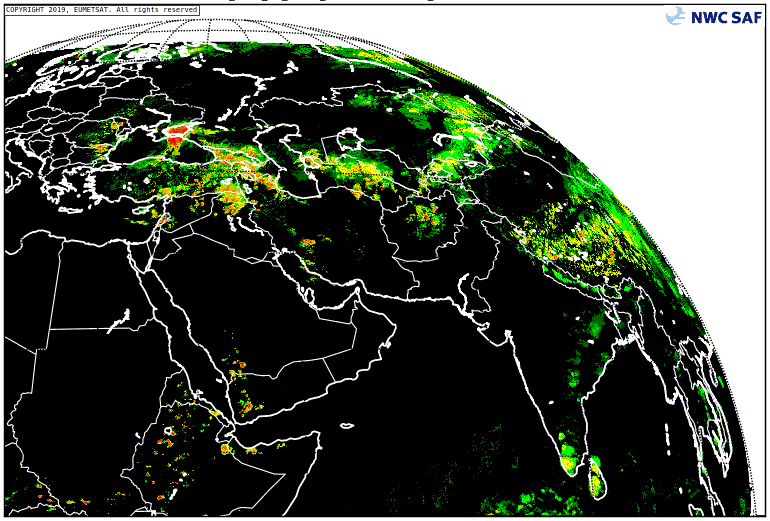 COPYRIGHT 2019, EUMETSAT. All rights reserved
NWC SAF